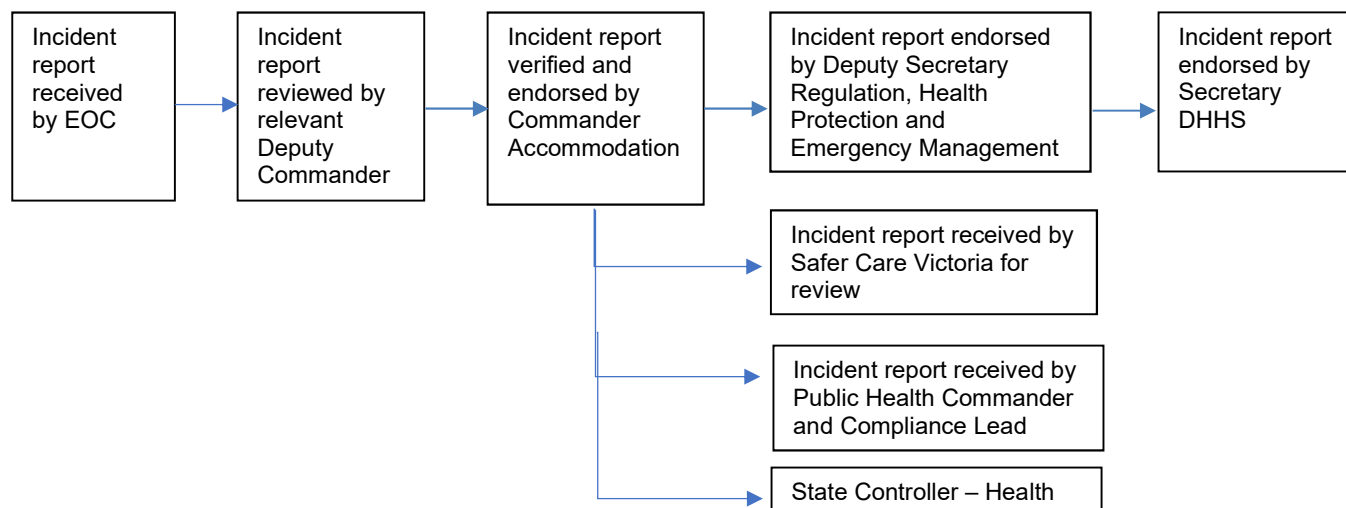 Incident
report
received
by EOC
Incident
report
reviewed by
relevant
Deputy
Commander
Incident report
verified and
endorsed by
Commander
Accommodation
Incident report endorsed
by Deputy Secretary
Regulation, Health
Protection and
Emergency Management
Incident report
endorsed by
Secretary
DHHS
Incident report received by
Safer Care Victoria for
review
Incident report received by
Public Health Commander
and Compliance Lead
State Controller – Health